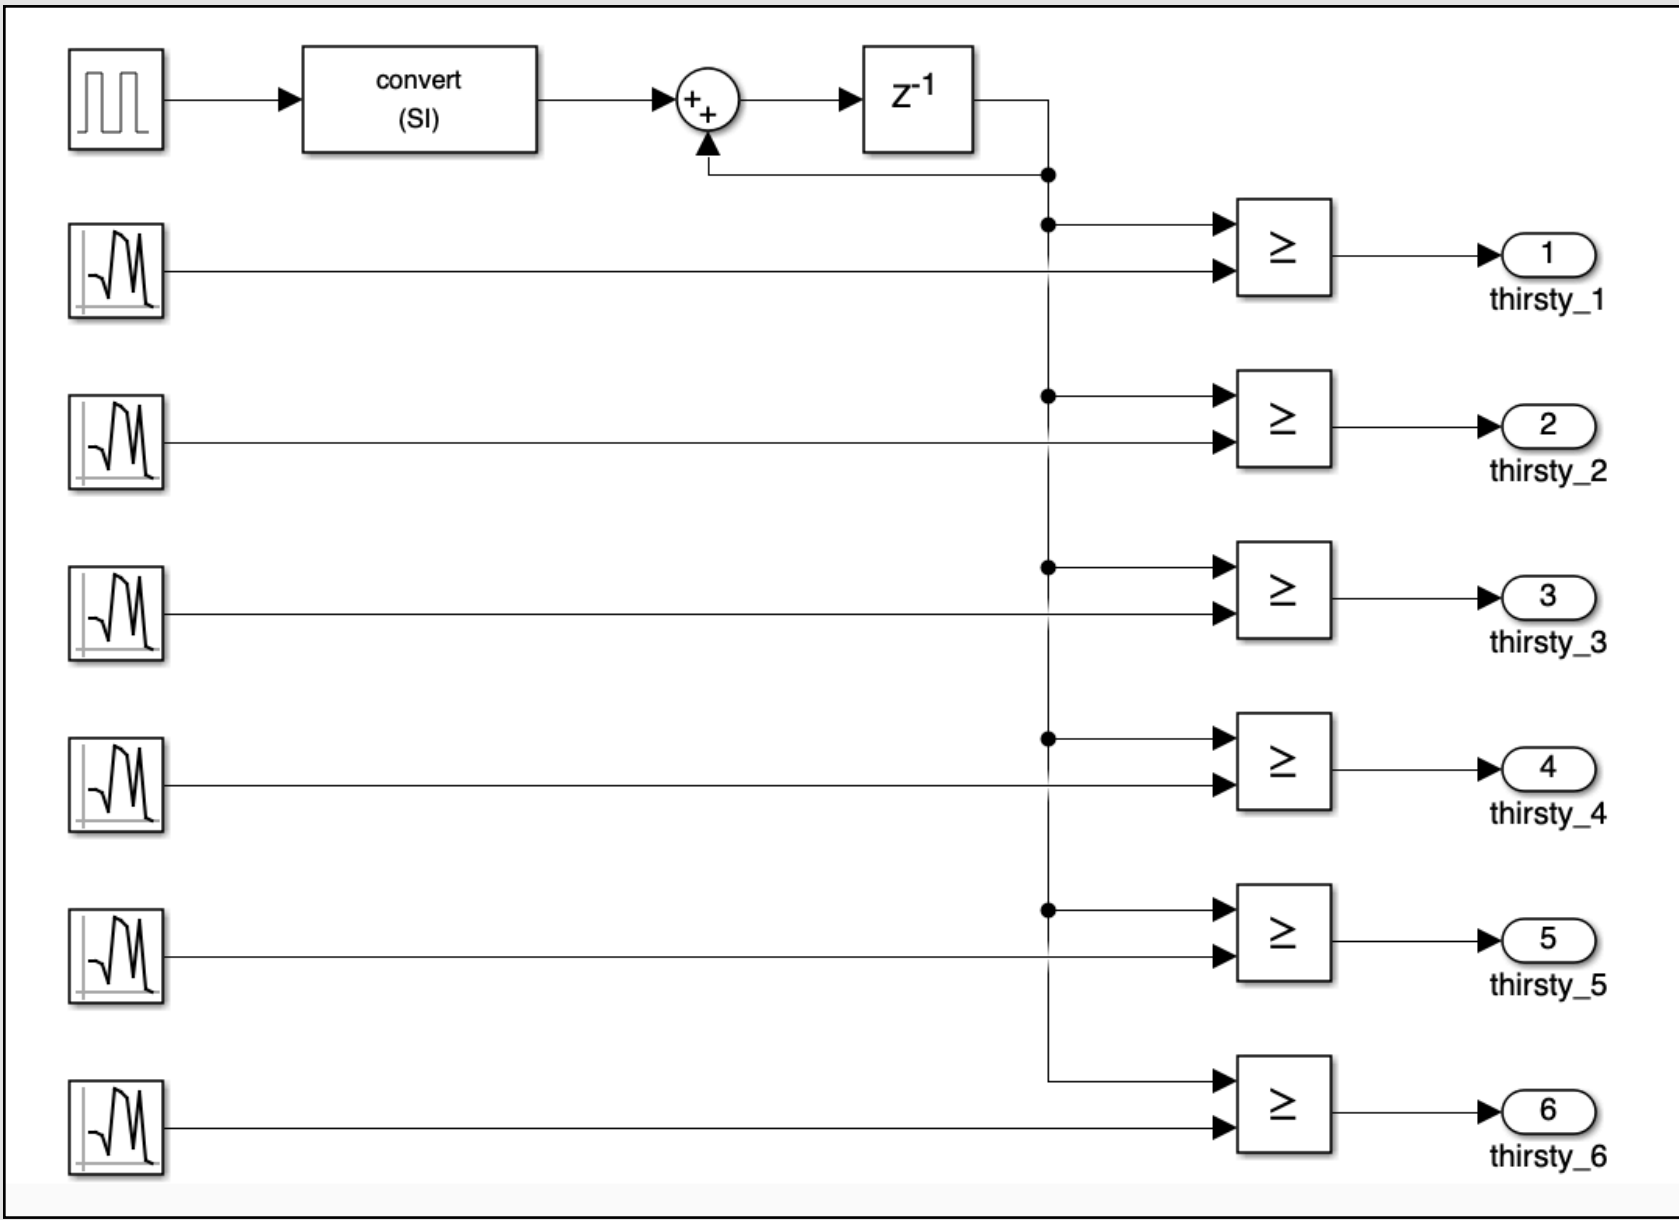 convert
(SI)
+
+
Z-1
≥
1
thirsty_1
≥
2
thirsty_2
≥
3
thirsty_3
≥
4
thirsty_4
≥
5
thirsty_5
≥
6
thirsty_6